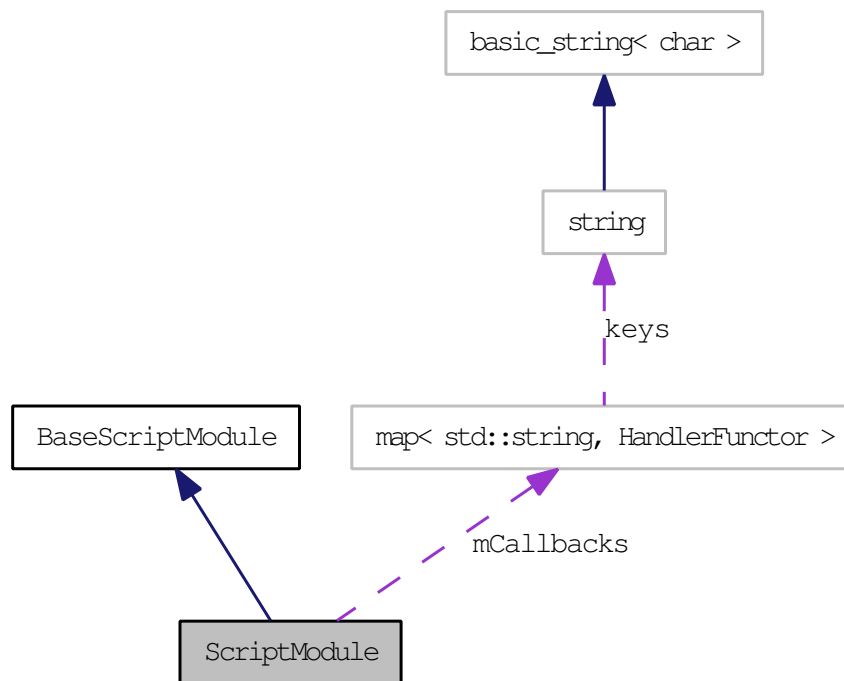 basic_string< char >
string
keys
BaseScriptModule
map< std::string, HandlerFunctor >
mCallbacks
ScriptModule